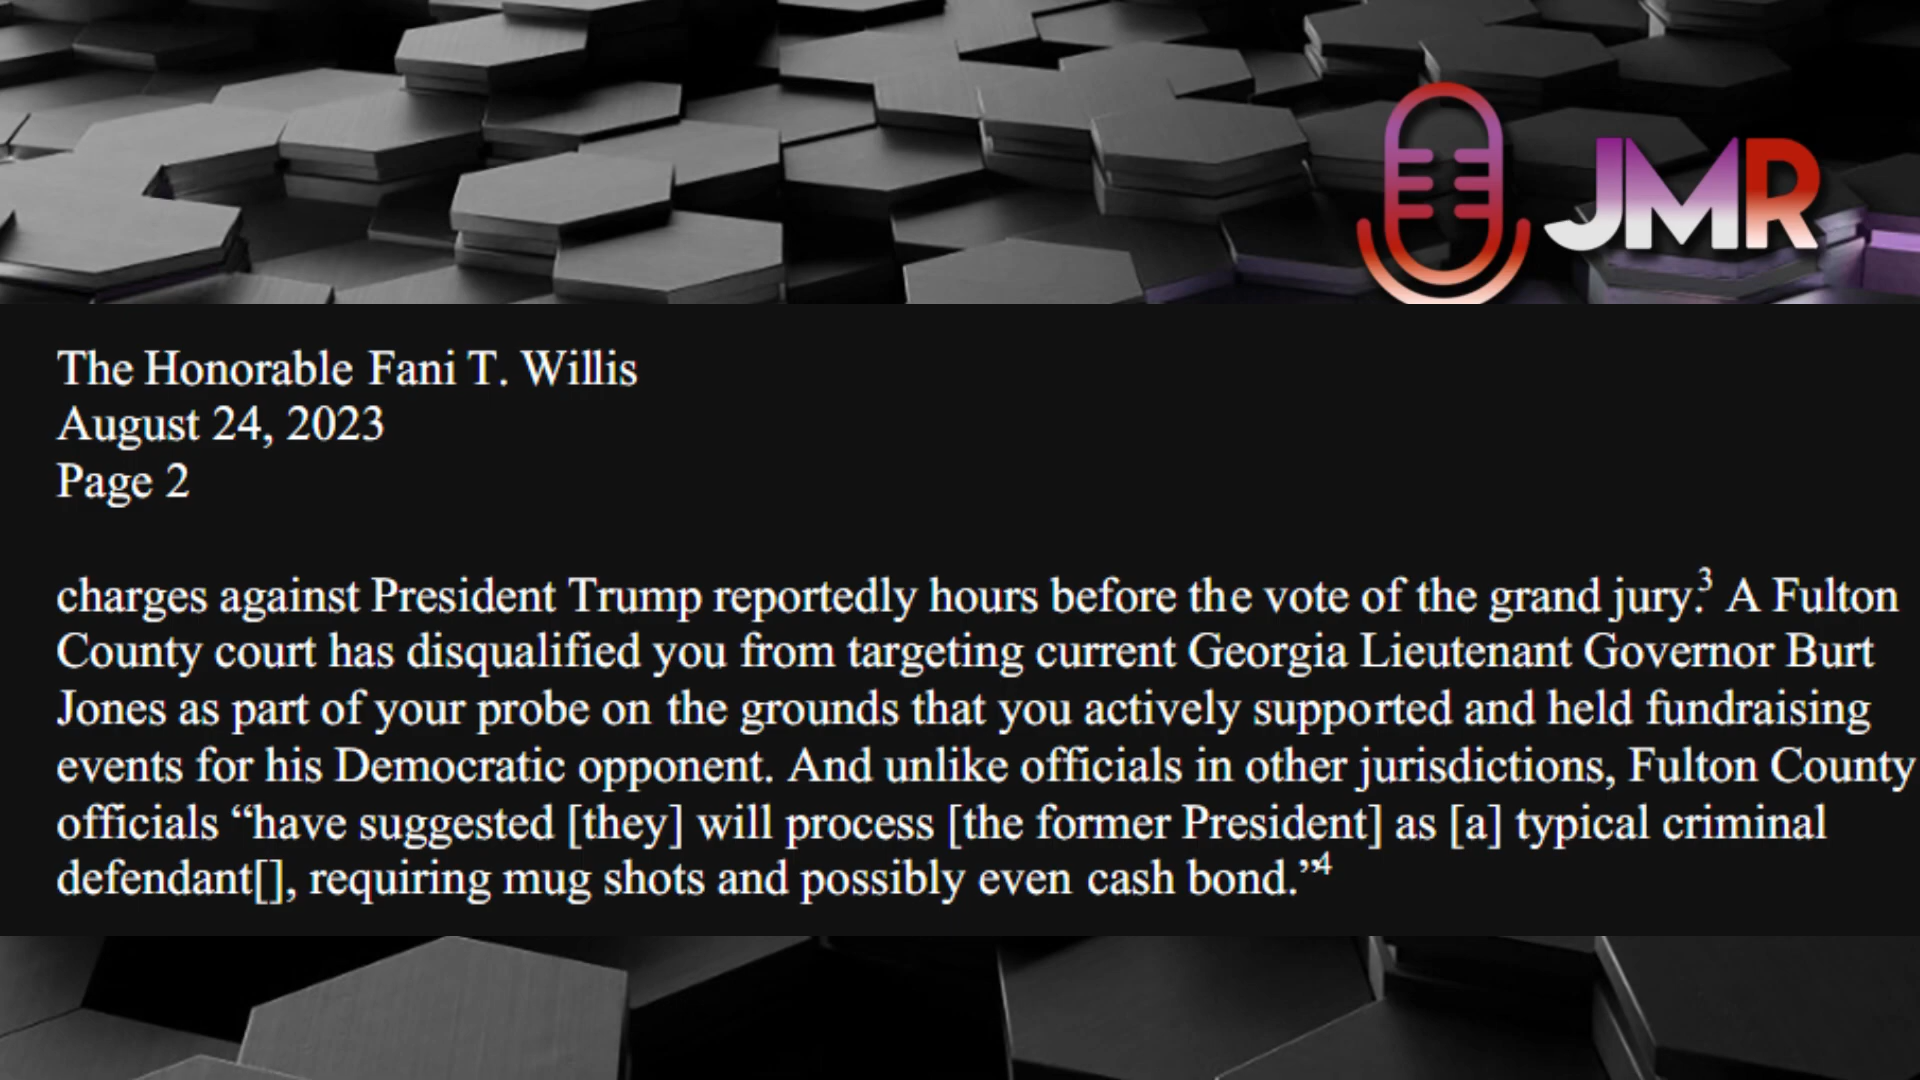 JMR
The Honorable Fani T. Willis
August 24, 2023
Page 2
charges against President Trump reportedly hours before the vote of the grand jury.³ A Fulton
County court has disqualified you from targeting current Georgia Lieutenant Governor Burt
Jones as part of your probe on the grounds that you actively supported and held fundraising
events for his Democratic opponent. And unlike officials in other jurisdictions, Fulton County
officials “have suggested [they] will process [the former President] as [a] typical criminal
defendant[], requiring mug shots and possibly even cash bond.”⁴